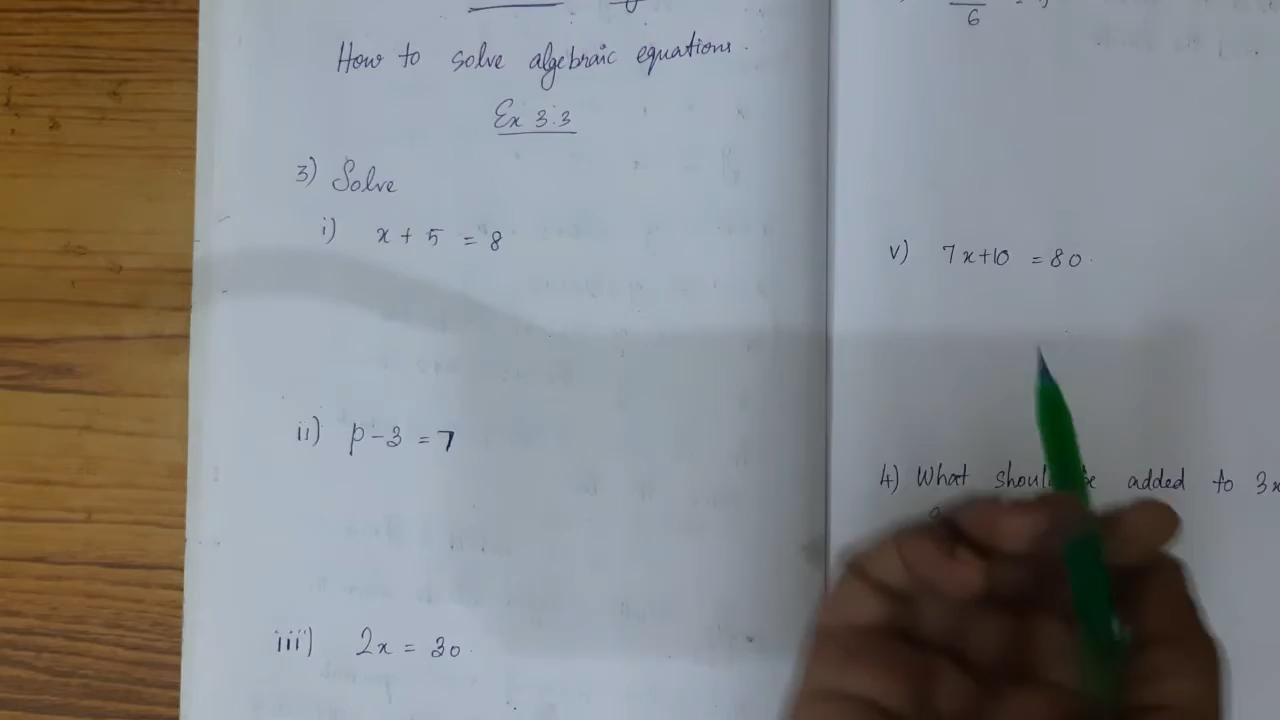 How to solve algebraic equations.
Ex 3.3
3) Solve
i) x + 5 = 8
ii) p - 3 = 7
iii) 2x = 30.
6
v) 7x+10 = 80.
4) What should be added to 3x